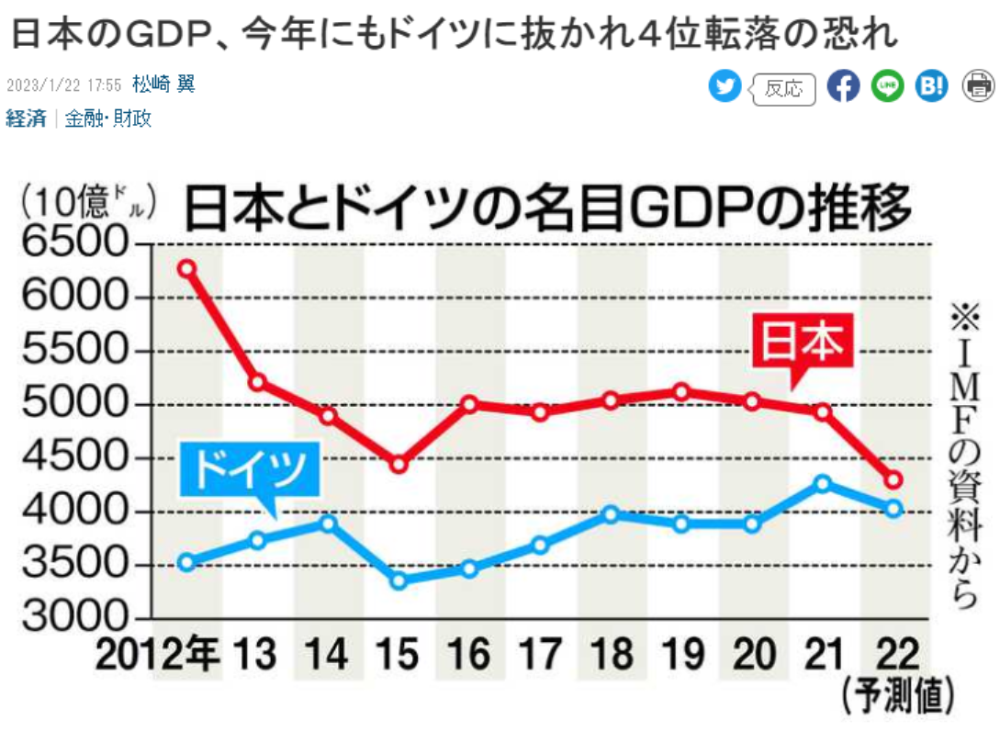 日本のGDP、今年にもドイツに抜かれ4位転落の恐れ
2023/1/22 17:55 松崎 翼
反応
LINE
B!
経済 | 金融・財政
(10億ドル)
日本とドイツの名目GDPの推移
6500
6000
5500
5000
4500
4000
3500
3000
日本
ドイツ
2012年 13 14 15 16 17 18 19 20 21 22
(予測値)
※IMFの資料から